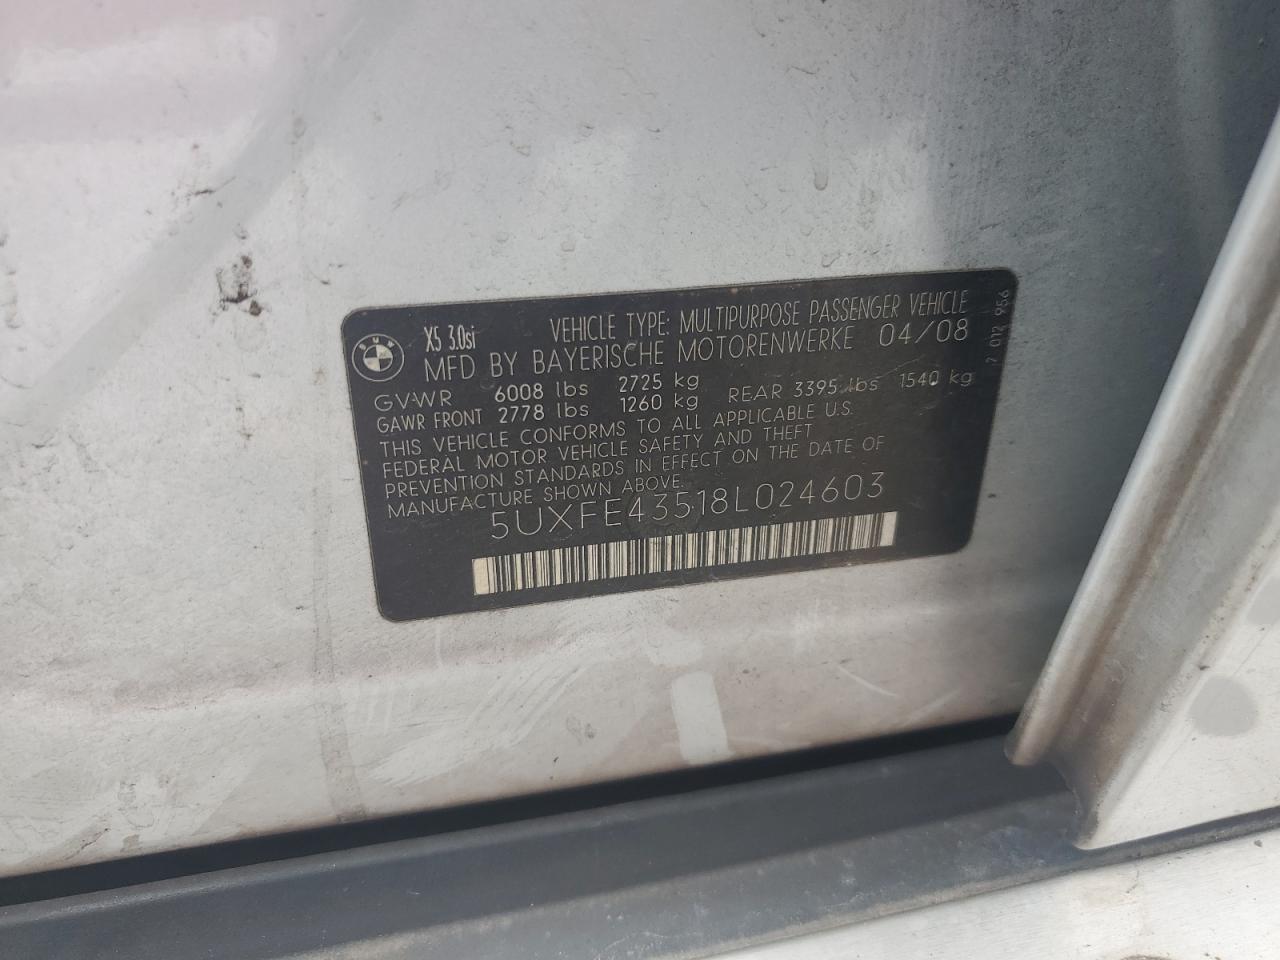 BMW
X5 3.0si VEHICLE TYPE: MULTIPURPOSE PASSENGER VEHICLE
MFD BY BAYERISCHE MOTORENWERKE 04/08
GVWR 6008 lbs 2725 kg
GAWR FRONT 2778 lbs 1260 kg REAR 3395 lbs 1540 kg
THIS VEHICLE CONFORMS TO ALL APPLICABLE U.S.
FEDERAL MOTOR VEHICLE SAFETY AND THEFT
PREVENTION STANDARDS IN EFFECT ON THE DATE OF
MANUFACTURE SHOWN ABOVE.
5UXFE43518L024603
7 012 956